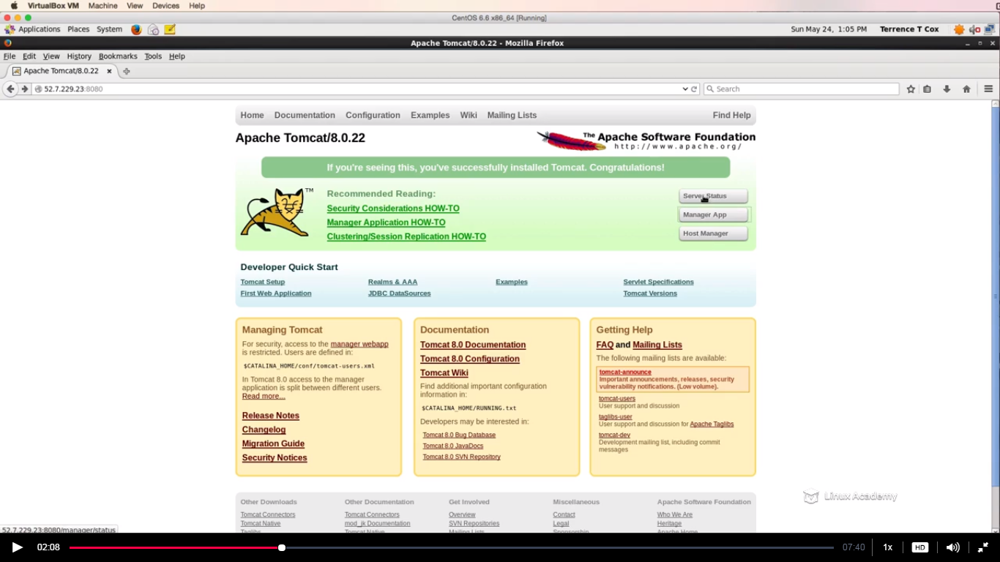 VirtualBox VM Machine View Devices Help
CentOS 6.6 x86_64 [Running]
Applications Places System Sun May 24, 1:05 PM Terrence T Cox
Apache Tomcat/8.0.22 - Mozilla Firefox
File Edit View History Bookmarks Tools Help
Apache Tomcat/8.0.22
52.7.229.23:8080 Search
Home Documentation Configuration Examples Wiki Mailing Lists Find Help
Apache Tomcat/8.0.22
The Apache Software Foundation
http://www.apache.org/
If you're seeing this, you've successfully installed Tomcat. Congratulations!
TM
Recommended Reading:
Security Considerations HOW-TO
Manager Application HOW-TO
Clustering/Session Replication HOW-TO
Server Status
Manager App
Host Manager
Developer Quick Start
Tomcat Setup Realms & AAA Examples Servlet Specifications
First Web Application JDBC DataSources Tomcat Versions
Managing Tomcat
For security, access to the manager webapp
is restricted. Users are defined in:
$CATALINA_HOME/conf/tomcat-users.xml
In Tomcat 8.0 access to the manager
application is split between different users.
Read more...
Release Notes
Changelog
Migration Guide
Security Notices
Documentation
Tomcat 8.0 Documentation
Tomcat 8.0 Configuration
Tomcat Wiki
Find additional important configuration
information in:
$CATALINA_HOME/RUNNING.txt
Developers may be interested in:
Tomcat 8.0 Bug Database
Tomcat 8.0 JavaDocs
Tomcat 8.0 SVN Repository
Getting Help
FAQ and Mailing Lists
The following mailing lists are available:
tomcat-announce
Important announcements, releases, security
vulnerability notifications. (Low volume).
tomcat-users
User support and discussion
taglibs-user
User support and discussion for Apache Taglibs
tomcat-dev
Development mailing list, including commit
messages
Linux Academy
Other Downloads Other Documentation Get Involved Miscellaneous Apache Software Foundation
Tomcat Connectors Tomcat Connectors Overview Contact Who We Are
Tomcat Native mod_jk Documentation SVN Repositories Legal Heritage
Taglibs Tomcat Native Mailing Lists Sponsorship Apache Home
52.7.229.23:8080/manager/status
02:08 07:40 1x HD